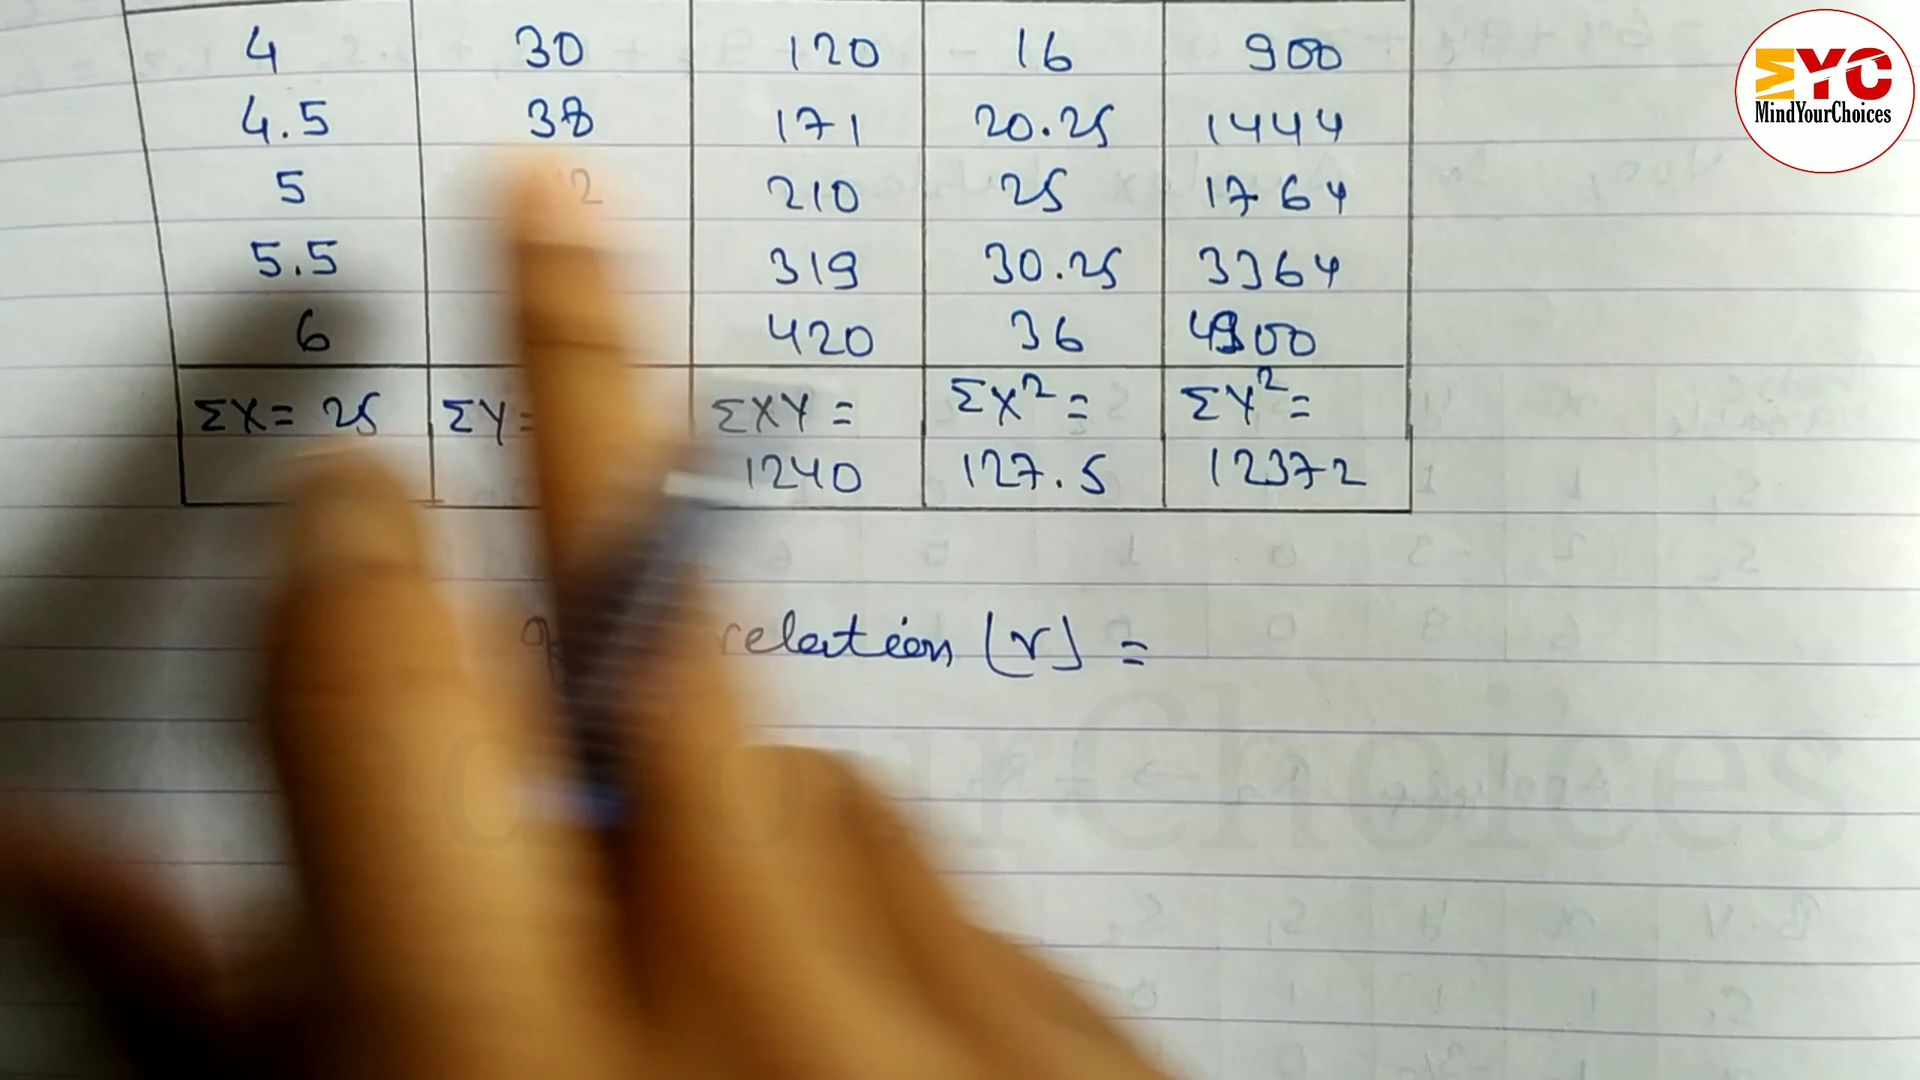 4 30 120 16 900
4.5 38 171 20.25 1444
5 210 25 1764
5.5 319 30.25 3364
6 420 36 4900
ΣX= 25 ΣY= ΣXY = ΣX²= ΣY²=
1240 127.5 12372
relation (r) =
MYC
MindYourChoices